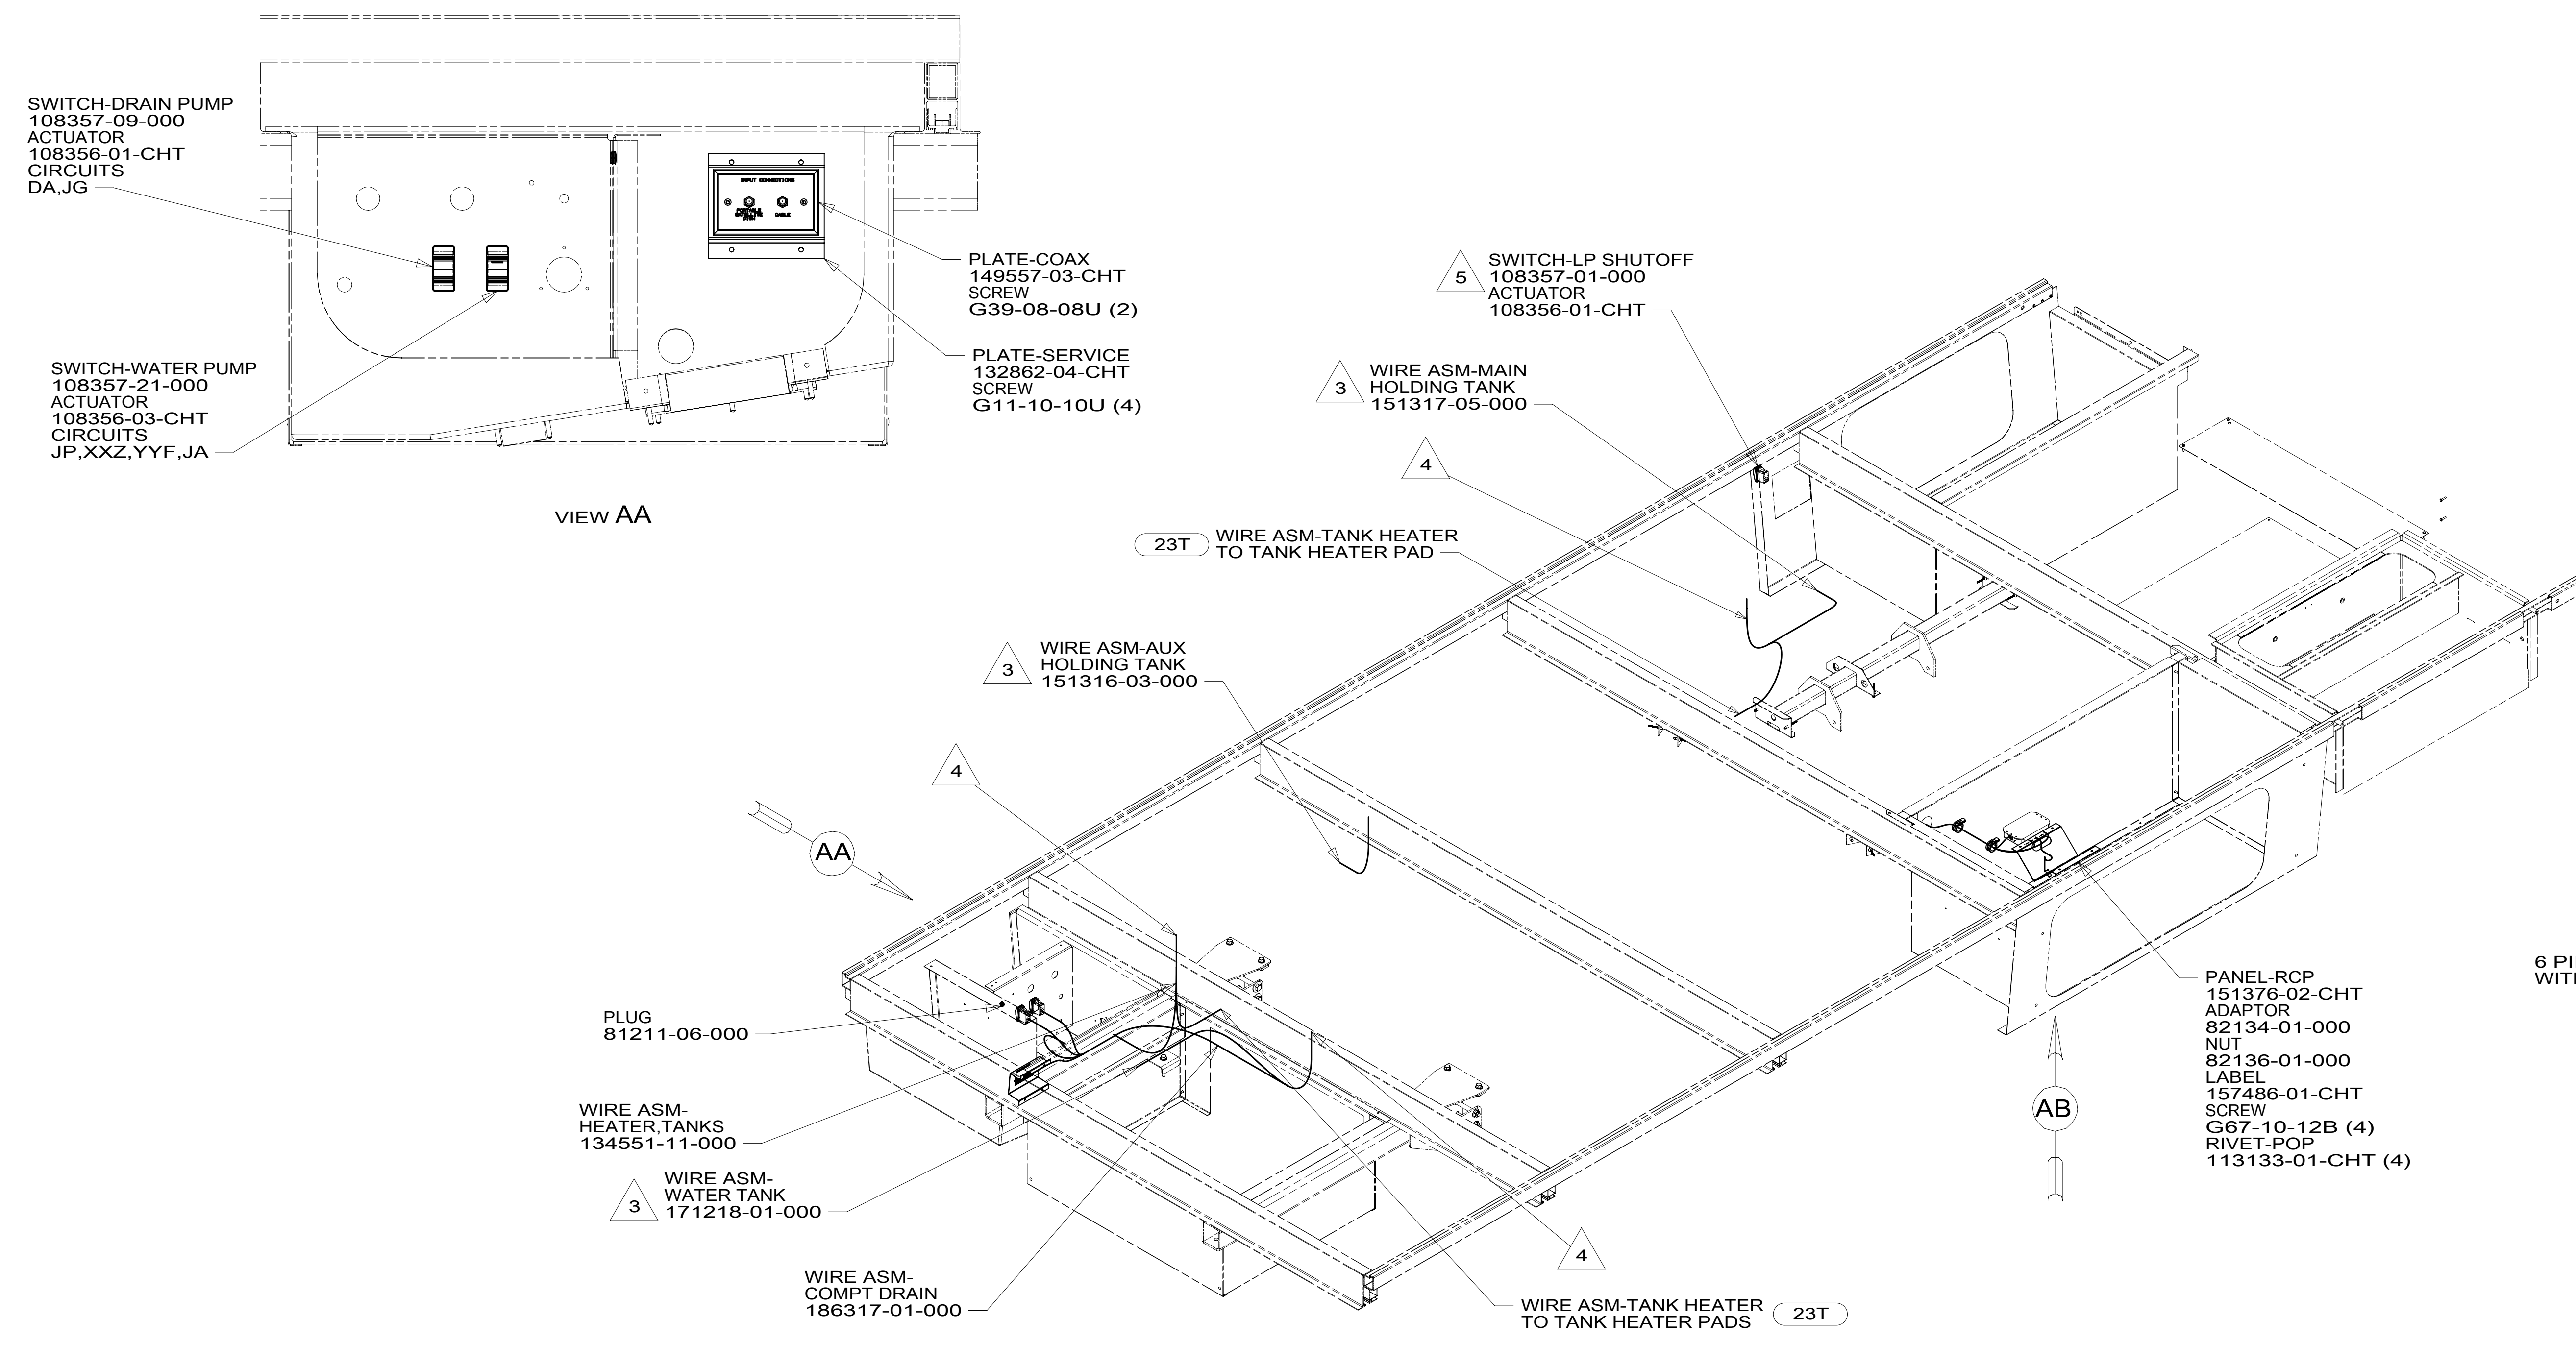 SWITCH-DRAIN PUMP
108357-09-000
ACTUATOR
108356-01-CHT
CIRCUITS
DA,JG
SWITCH-WATER PUMP
108357-21-000
ACTUATOR
108356-03-CHT
CIRCUITS
JP,XXZ,YYF,JA
INPUT CONNECTIONS
PORTABLE
SATELLITE
DISH
CABLE
PLATE-COAX
149557-03-CHT
SCREW
G39-08-08U (2)
PLATE-SERVICE
132862-04-CHT
SCREW
G11-10-10U (4)
VIEW AA
5
SWITCH-LP SHUTOFF
108357-01-000
ACTUATOR
108356-01-CHT
3
WIRE ASM-MAIN
HOLDING TANK
151317-05-000
4
23T
WIRE ASM-TANK HEATER
TO TANK HEATER PAD
3
WIRE ASM-AUX
HOLDING TANK
151316-03-000
4
AA
PLUG
81211-06-000
WIRE ASM-
HEATER,TANKS
134551-11-000
3
WIRE ASM-
WATER TANK
171218-01-000
WIRE ASM-
COMPT DRAIN
186317-01-000
4
WIRE ASM-TANK HEATER
TO TANK HEATER PADS
23T
AB
PANEL-RCP
151376-02-CHT
ADAPTOR
82134-01-000
NUT
82136-01-000
LABEL
157486-01-CHT
SCREW
G67-10-12B (4)
RIVET-POP
113133-01-CHT (4)
6